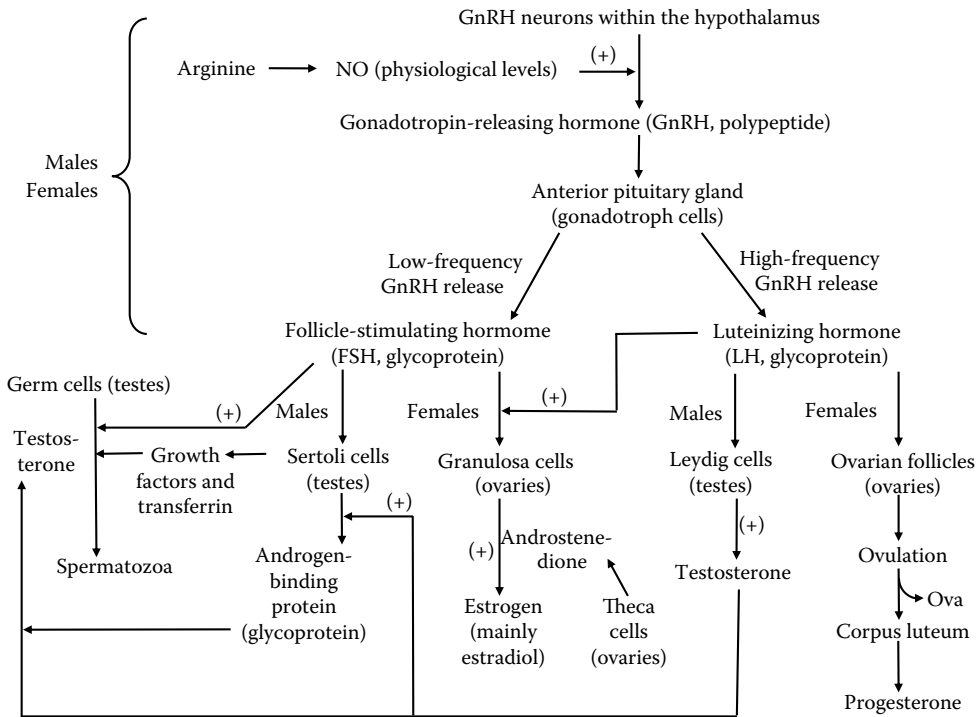 GnRH neurons within the hypothalamus
(+)
Arginine
NO (physiological levels)
Gonadotropin-releasing hormone (GnRH, polypeptide)
Males
Females
Anterior pituitary gland
(gonadotroph cells)
Low-frequency
GnRH release
High-frequency
GnRH release
Follicle-stimulating hormome
(FSH, glycoprotein)
Luteinizing hormone
(LH, glycoprotein)
Germ cells (testes)
(+)
Males
Females
(+)
Males
Females
Testos-
terone
Growth
factors and
transferrin
Sertoli cells
(testes)
Granulosa cells
(ovaries)
Leydig cells
(testes)
Ovarian follicles
(ovaries)
(+)
(+)
Spermatozoa
Androgen-
binding
protein
(glycoprotein)
(+)
Androstene-
dione
Testosterone
Ovulation
Estrogen
(mainly
estradiol)
Theca
cells
(ovaries)
Ova
Corpus luteum
Progesterone